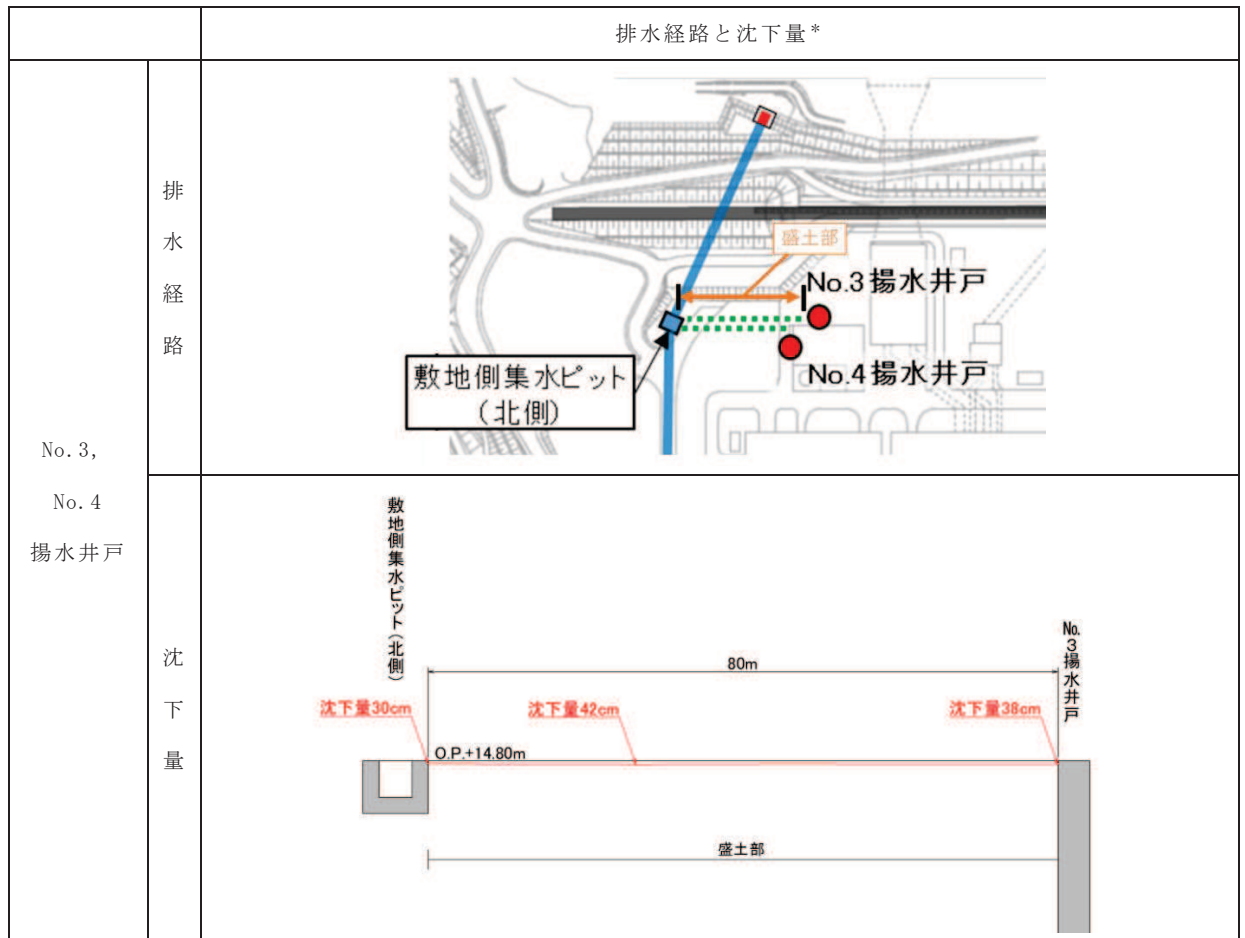 排水経路と沈下量*
No.3,
No.4
揚水井戸
排水経路
盛土部
No.3揚水井戸
No.4揚水井戸
敷地側集水ピット
(北側)
沈下量
敷地側集水ピット(北側)
No.3揚水井戸
80m
沈下量30cm
沈下量42cm
沈下量38cm
O.P.+14.80m
盛土部